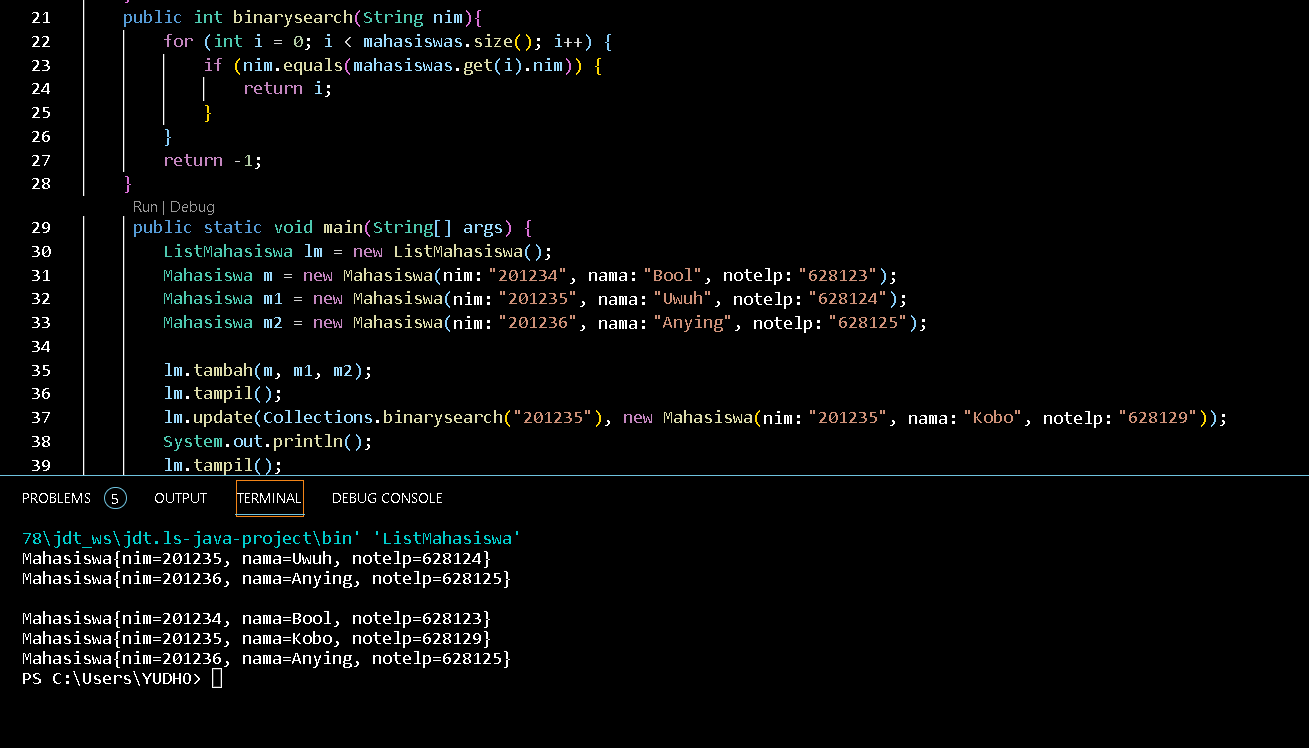 21 public int binarysearch(String nim){
22 for (int i = 0; i < mahasiswas.size(); i++) {
23 if (nim.equals(mahasiswas.get(i).nim)) {
24 return i;
25 }
26 }
27 return -1;
28 }
Run | Debug
29 public static void main(String[] args) {
30 ListMahasiswa lm = new ListMahasiswa();
31 Mahasiswa m = new Mahasiswa(nim: "201234", nama: "Bool", notelp: "628123");
32 Mahasiswa m1 = new Mahasiswa(nim: "201235", nama: "Uwuh", notelp: "628124");
33 Mahasiswa m2 = new Mahasiswa(nim: "201236", nama: "Anying", notelp: "628125");
34
35 lm.tambah(m, m1, m2);
36 lm.tampil();
37 lm.update(Collections.binarysearch("201235"), new Mahasiswa(nim: "201235", nama: "Kobo", notelp: "628129"));
38 System.out.println();
39 lm.tampil();
PROBLEMS 5 OUTPUT TERMINAL DEBUG CONSOLE
78\jdt_ws\jdt.ls-java-project\bin' 'ListMahasiswa'
Mahasiswa{nim=201235, nama=Uwuh, notelp=628124}
Mahasiswa{nim=201236, nama=Anying, notelp=628125}
Mahasiswa{nim=201234, nama=Bool, notelp=628123}
Mahasiswa{nim=201235, nama=Kobo, notelp=628129}
Mahasiswa{nim=201236, nama=Anying, notelp=628125}
PS C:\Users\YUDHO>